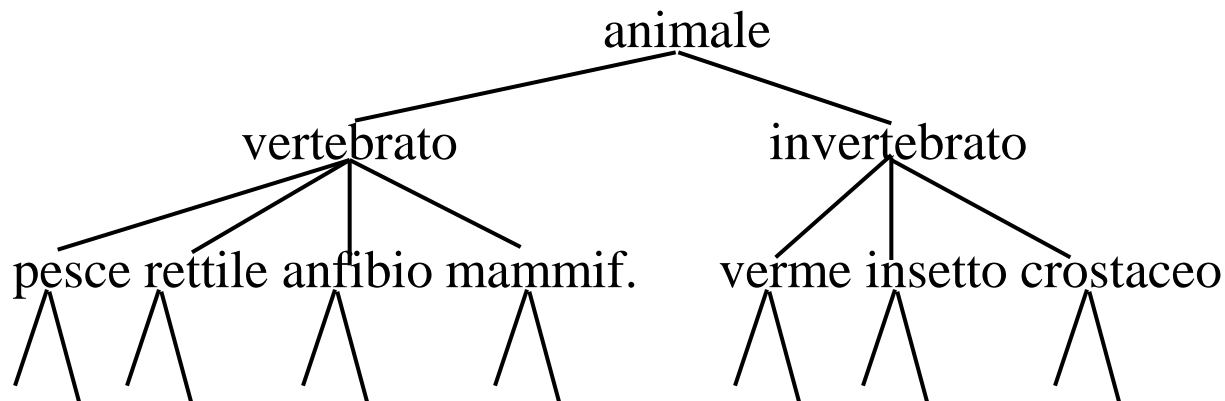 animale
vertebrato invertebrato
pesce rettile anfibio mammif. verme insetto crostaceo